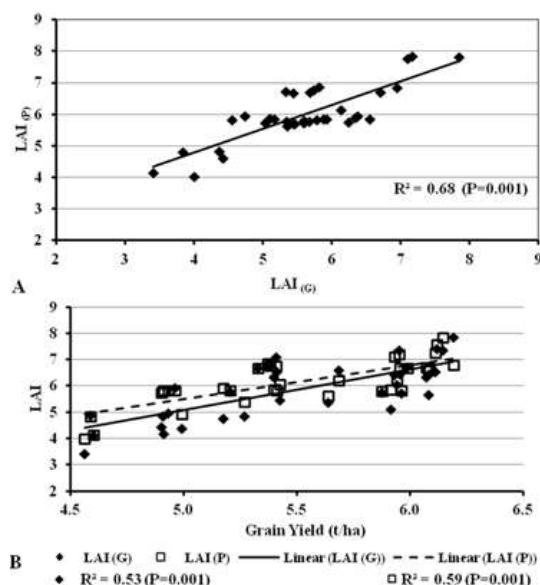 9
8
7
6
5
4
3
2
LAI (P)
R² = 0.68 (P=0.001)
2 3 4 5 6 7 8 9
A
LAI (G)
9
8
7
6
5
4
3
2
LAI
4.5 5.0 5.5 6.0 6.5
Grain Yield (t/ha)
B
LAI (G) LAI (P) Linear (LAI (G)) Linear (LAI (P))
R² = 0.53 (P=0.001) R² = 0.59 (P=0.001)